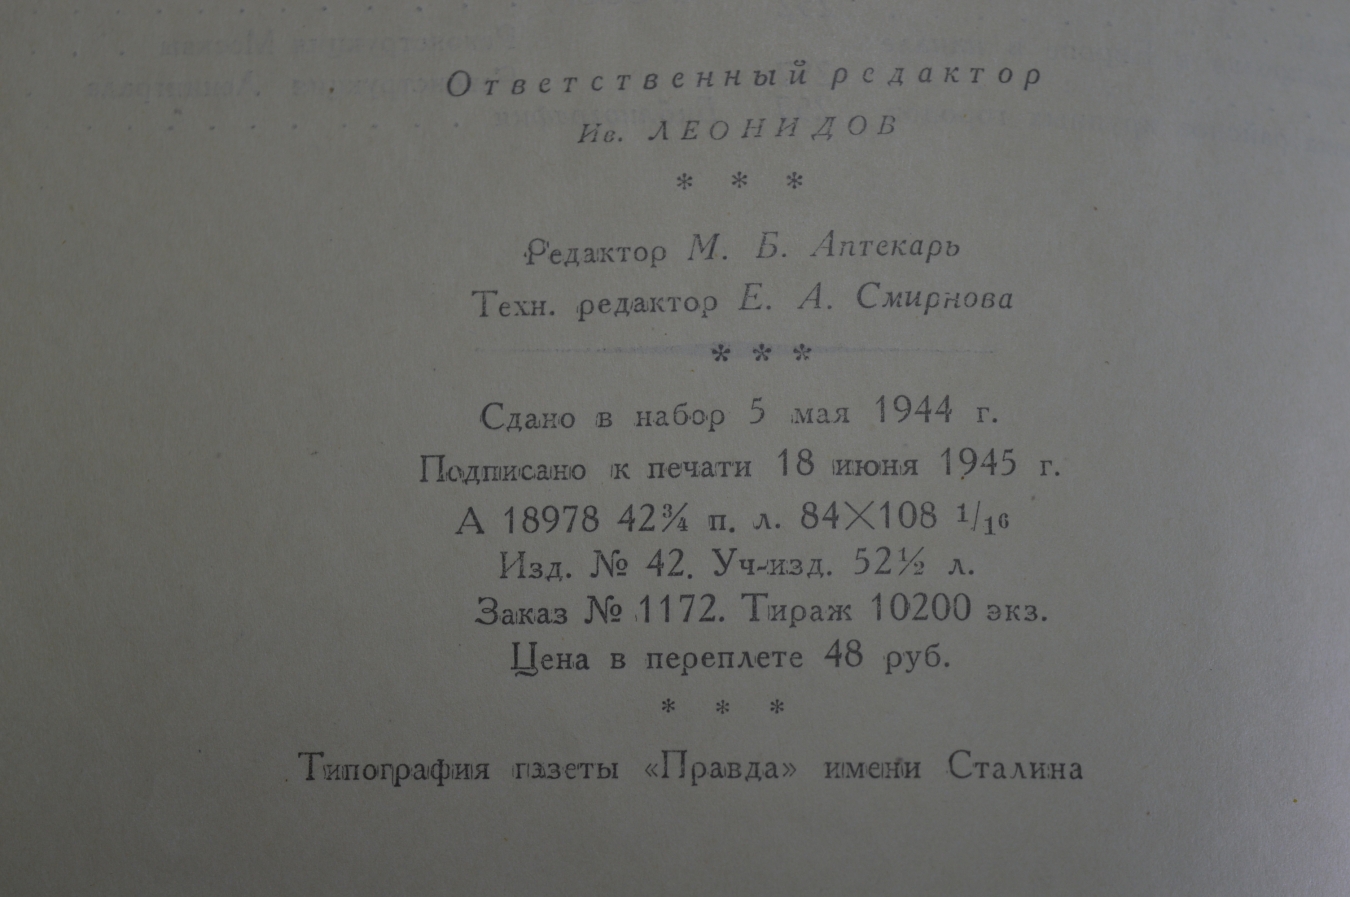 Ответственный редактор
Ив. ЛЕОНИДОВ
* * *
Редактор М. Б. Аптекарь
Техн. редактор Е. А. Смирнова
* * *
Сдано в набор 5 мая 1944 г.
Подписано к печати 18 июня 1945 г.
А 18978 42¾ п. л. 84×108 1/16
Изд. № 42. Уч-изд. 52½ л.
Заказ № 1172. Тираж 10200 экз.
Цена в переплете 48 руб.
* * *
Типография газеты «Правда» имени Сталина